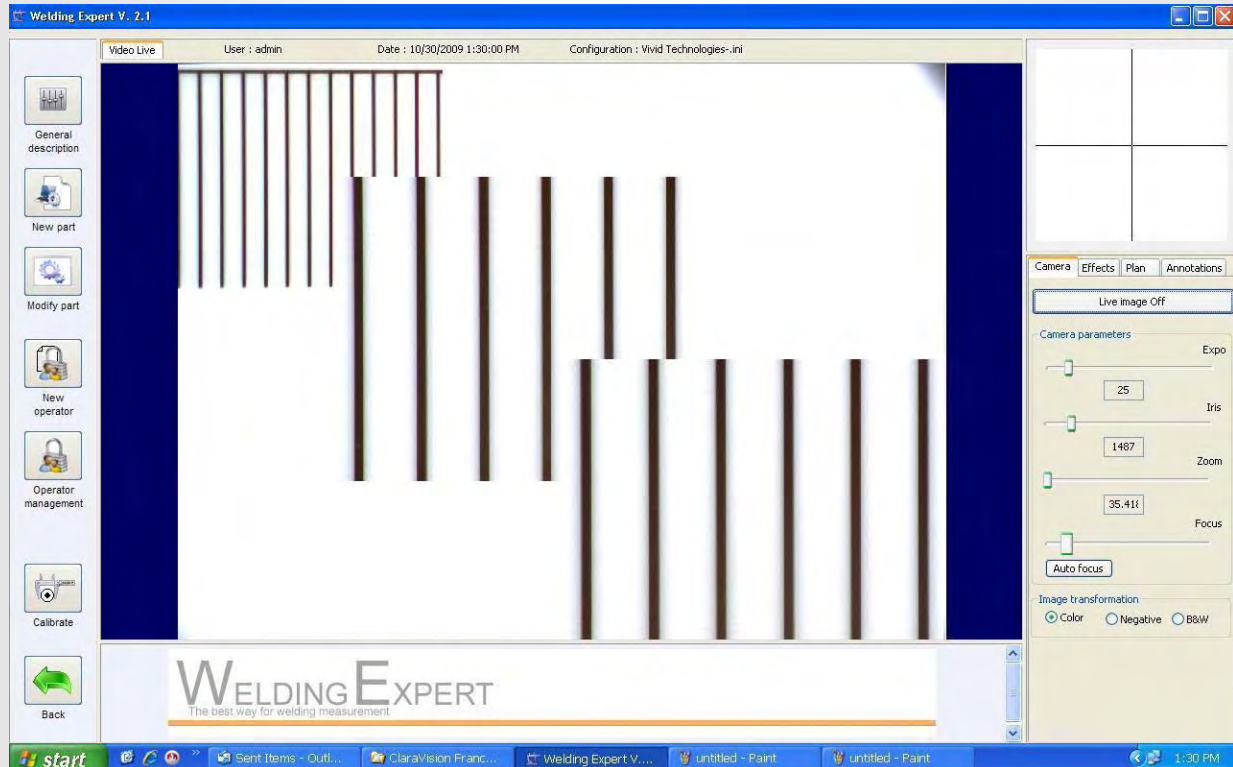 Welding Expert V. 2.1
Video Live
User : admin
Date : 10/30/2009 1:30:00 PM
Configuration : Vivid Technologies-.ini
General
description
New part
Modify part
New
operator
Operator
management
Calibrate
Back
Camera
Effects
Plan
Annotations
Live image Off
Camera parameters
Expo
25
Iris
1487
Zoom
35.418
Focus
Auto focus
Image transformation
Color
Negative
B&W
WELDING EXPERT
The best way for welding measurement
start
Sent Items - Outl...
ClaraVision Franc...
Welding Expert V....
untitled - Paint
untitled - Paint
1:30 PM